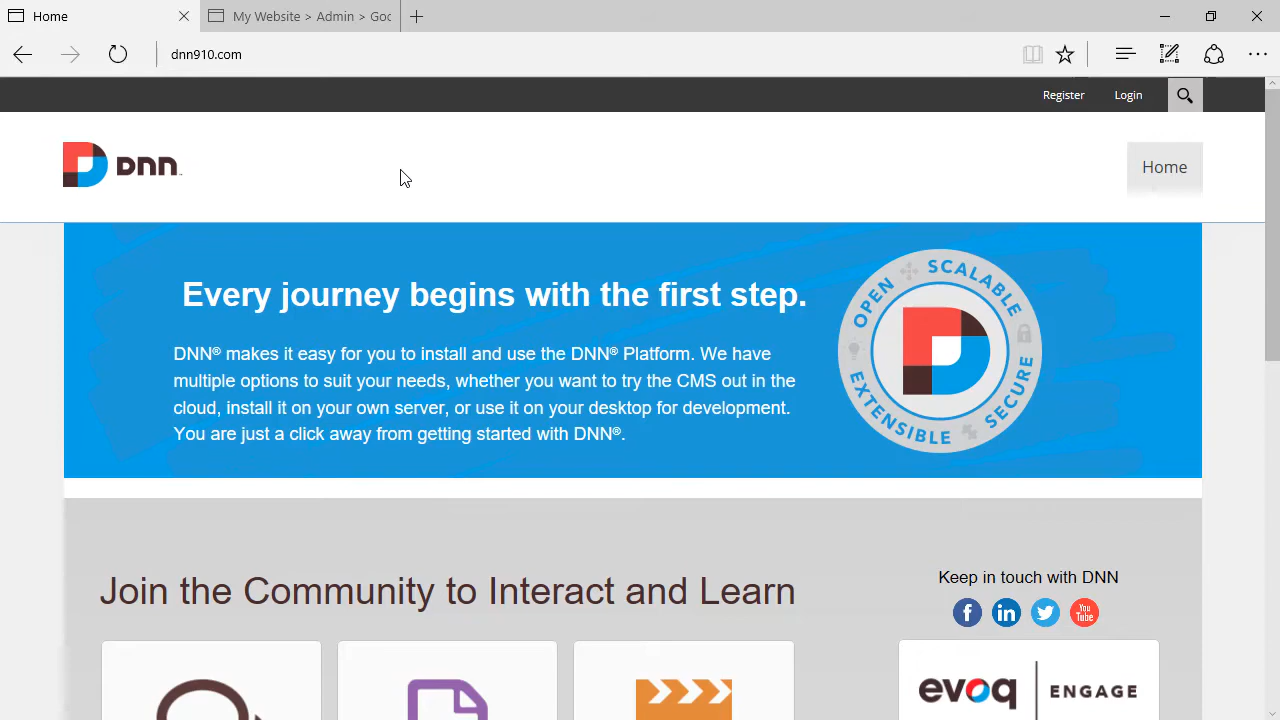 Home
My Website > Admin > Goo
dnn910.com
Register
Login
DNN
Home
OPEN
SCALABLE
EXTENSIBLE
SECURE
Every journey begins with the first step.
DNN® makes it easy for you to install and use the DNN® Platform. We have
multiple options to suit your needs, whether you want to try the CMS out in the
cloud, install it on your own server, or use it on your desktop for development.
You are just a click away from getting started with DNN®.
Join the Community to Interact and Learn
Keep in touch with DNN
f
in
You
Tube
evoq ENGAGE